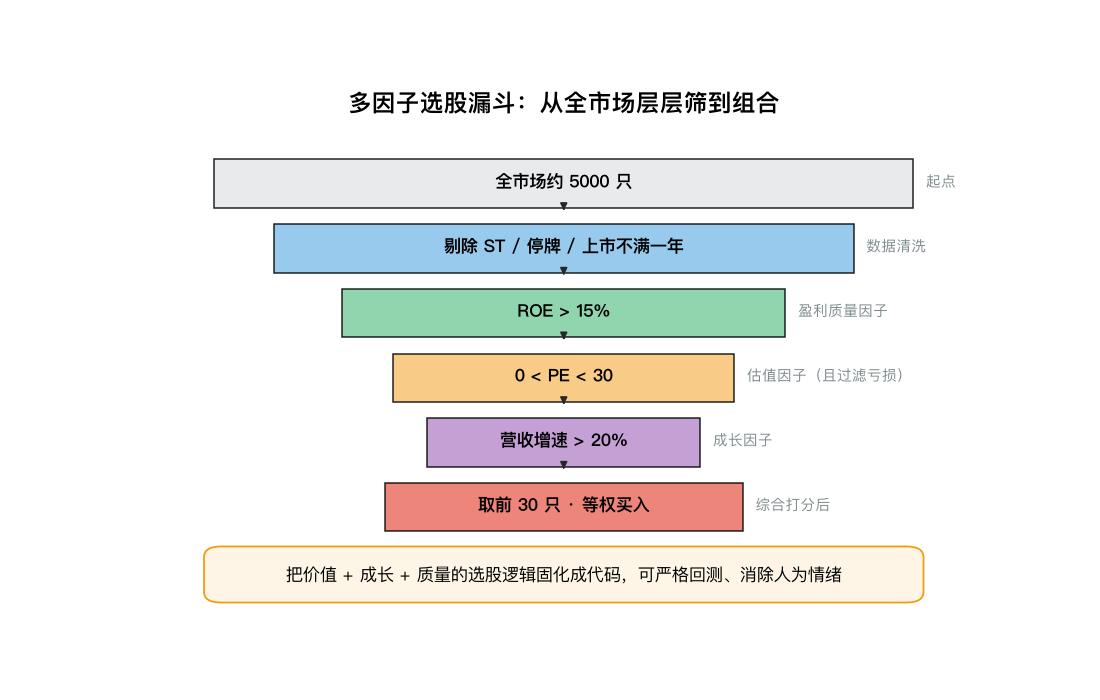 多因子选股漏斗：从全市场层层筛到组合
全市场约 5000 只
起点
剔除 ST / 停牌 / 上市不满一年
数据清洗
ROE > 15%
盈利质量因子
0 < PE < 30
估值因子（且过滤亏损）
营收增速 > 20%
成长因子
取前 30 只 · 等权买入
综合打分后
把价值 + 成长 + 质量的选股逻辑固化成代码，可严格回测、消除人为情绪